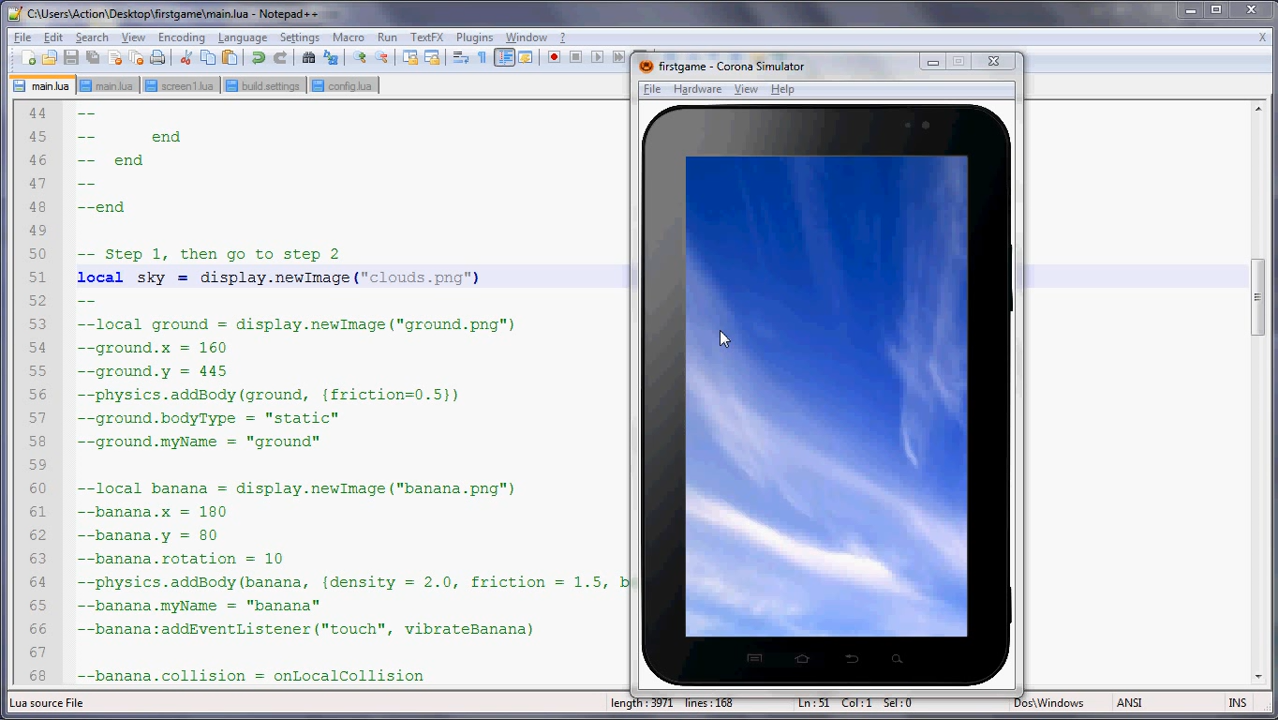 C:\Users\Action\Desktop\firstgame\main.lua - Notepad++
File Edit Search View Encoding Language Settings Macro Run TextFX Plugins Window ? X
main.lua main.lua screen1.lua build.settings config.lua
44 --
45 -- end
46 -- end
47 --
48 --end
49
50 -- Step 1, then go to step 2
51 local sky = display.newImage("clouds.png")
52 --
53 --local ground = display.newImage("ground.png")
54 --ground.x = 160
55 --ground.y = 445
56 --physics.addBody(ground, {friction=0.5})
57 --ground.bodyType = "static"
58 --ground.myName = "ground"
59
60 --local banana = display.newImage("banana.png")
61 --banana.x = 180
62 --banana.y = 80
63 --banana.rotation = 10
64 --physics.addBody(banana, {density = 2.0, friction = 1.5, b
65 --banana.myName = "banana"
66 --banana:addEventListener("touch", vibrateBanana)
67
68 --banana.collision = onLocalCollision
firstgame - Corona Simulator
File Hardware View Help
Lua source File length : 3971 lines : 168 Ln : 51 Col : 1 Sel : 0 Dos\Windows ANSI INS